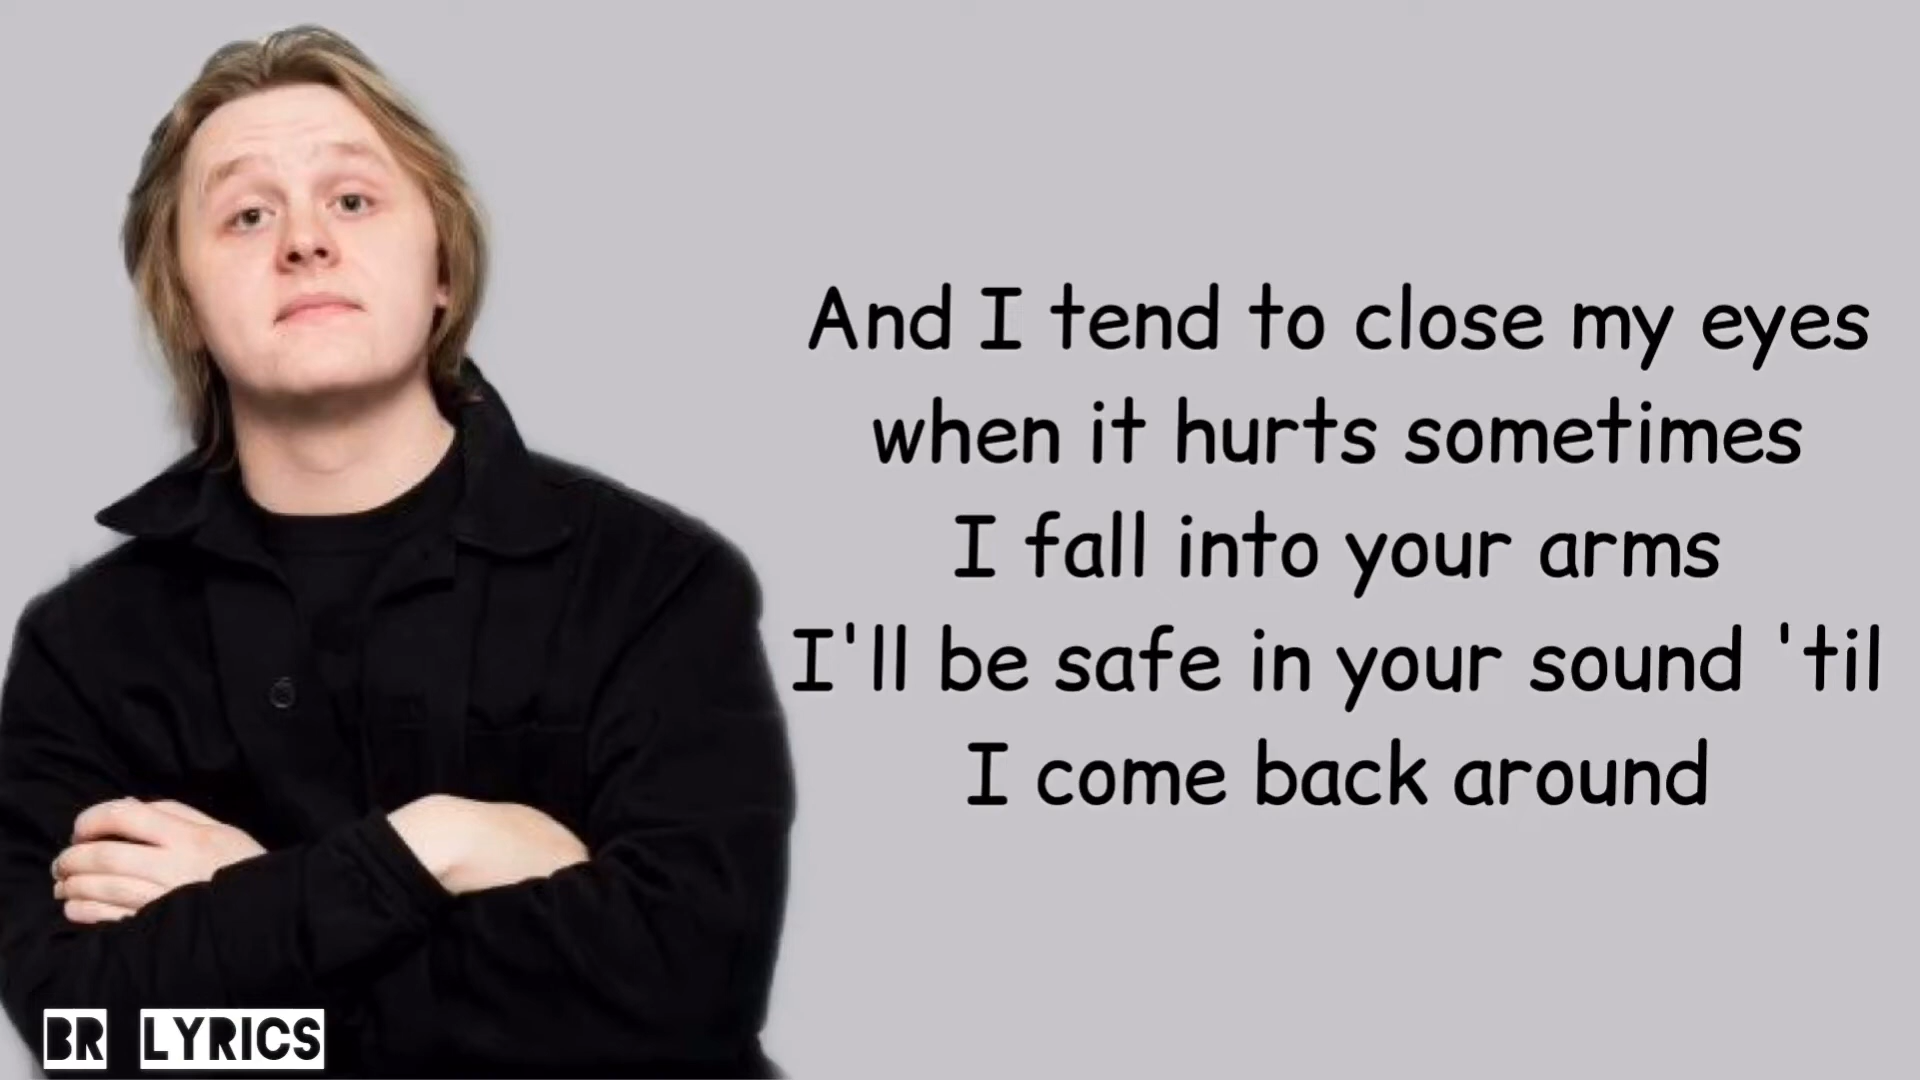 And I tend to close my eyes
when it hurts sometimes
I fall into your arms
I'll be safe in your sound 'til
I come back around
BR LYRICS